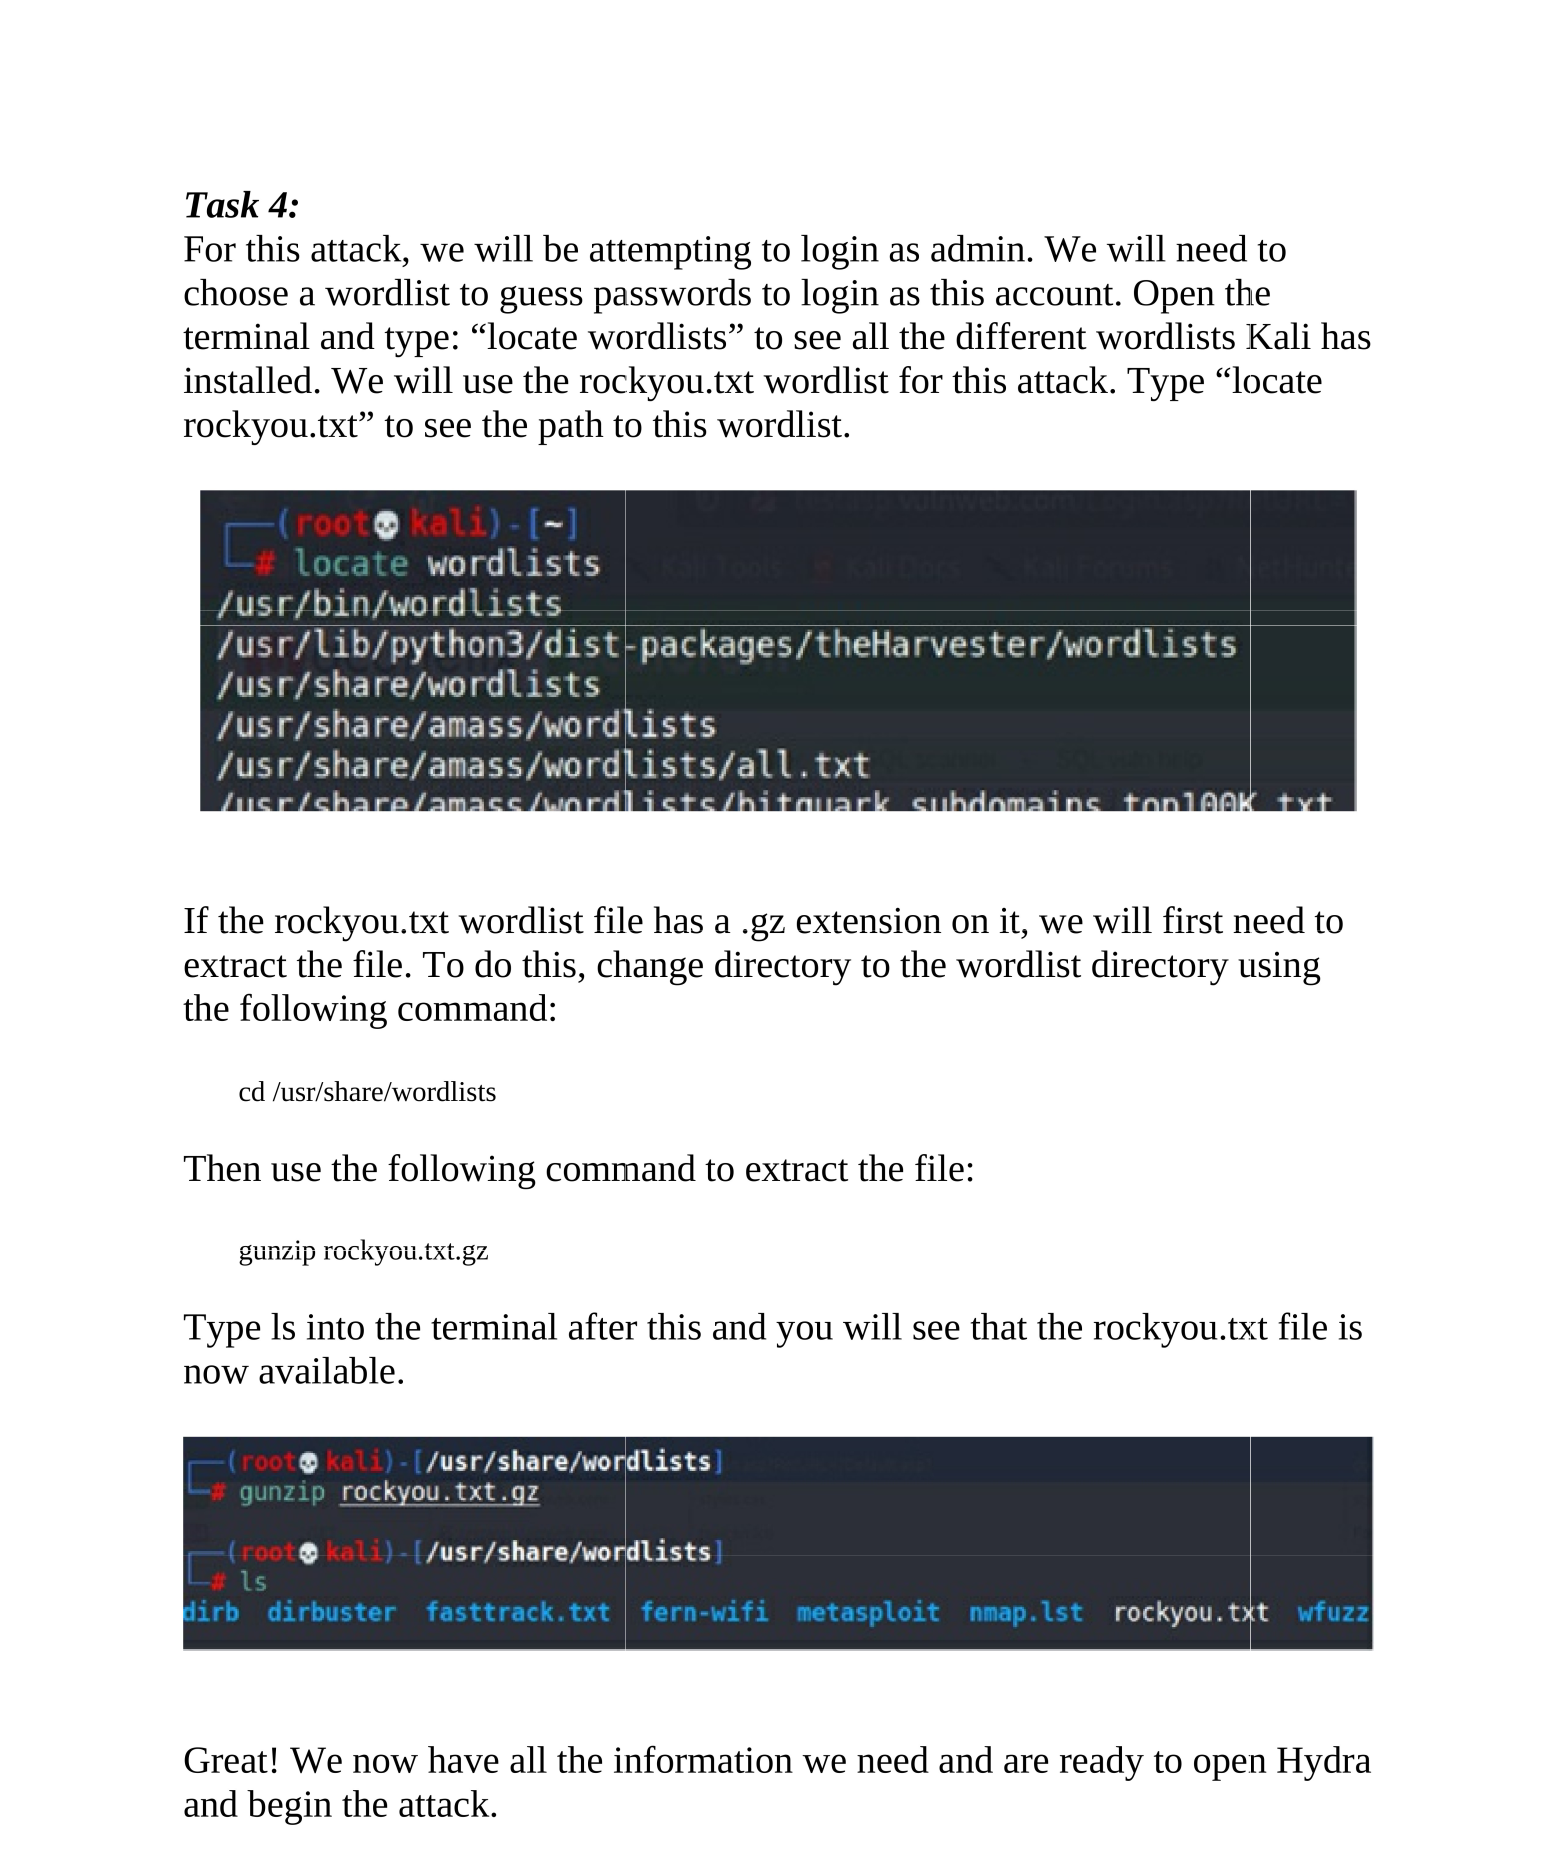 Task 4:
For this attack, we will be attempting to login as admin. We will need to
choose a wordlist to guess passwords to login as this account. Open the
terminal and type: “locate wordlists” to see all the different wordlists Kali has
installed. We will use the rockyou.txt wordlist for this attack. Type “locate
rockyou.txt” to see the path to this wordlist.
┌──(root💀kali)-[~]
└─# locate wordlists
/usr/bin/wordlists
/usr/lib/python3/dist-packages/theHarvester/wordlists
/usr/share/wordlists
/usr/share/amass/wordlists
/usr/share/amass/wordlists/all.txt
/usr/share/amass/wordlists/bitquark_subdomains_top100K.txt
If the rockyou.txt wordlist file has a .gz extension on it, we will first need to
extract the file. To do this, change directory to the wordlist directory using
the following command:
cd /usr/share/wordlists
Then use the following command to extract the file:
gunzip rockyou.txt.gz
Type ls into the terminal after this and you will see that the rockyou.txt file is
now available.
┌──(root💀kali)-[/usr/share/wordlists]
└─# gunzip rockyou.txt.gz
┌──(root💀kali)-[/usr/share/wordlists]
└─# ls
dirb dirbuster fasttrack.txt fern-wifi metasploit nmap.lst rockyou.txt wfuzz
Great! We now have all the information we need and are ready to open Hydra
and begin the attack.